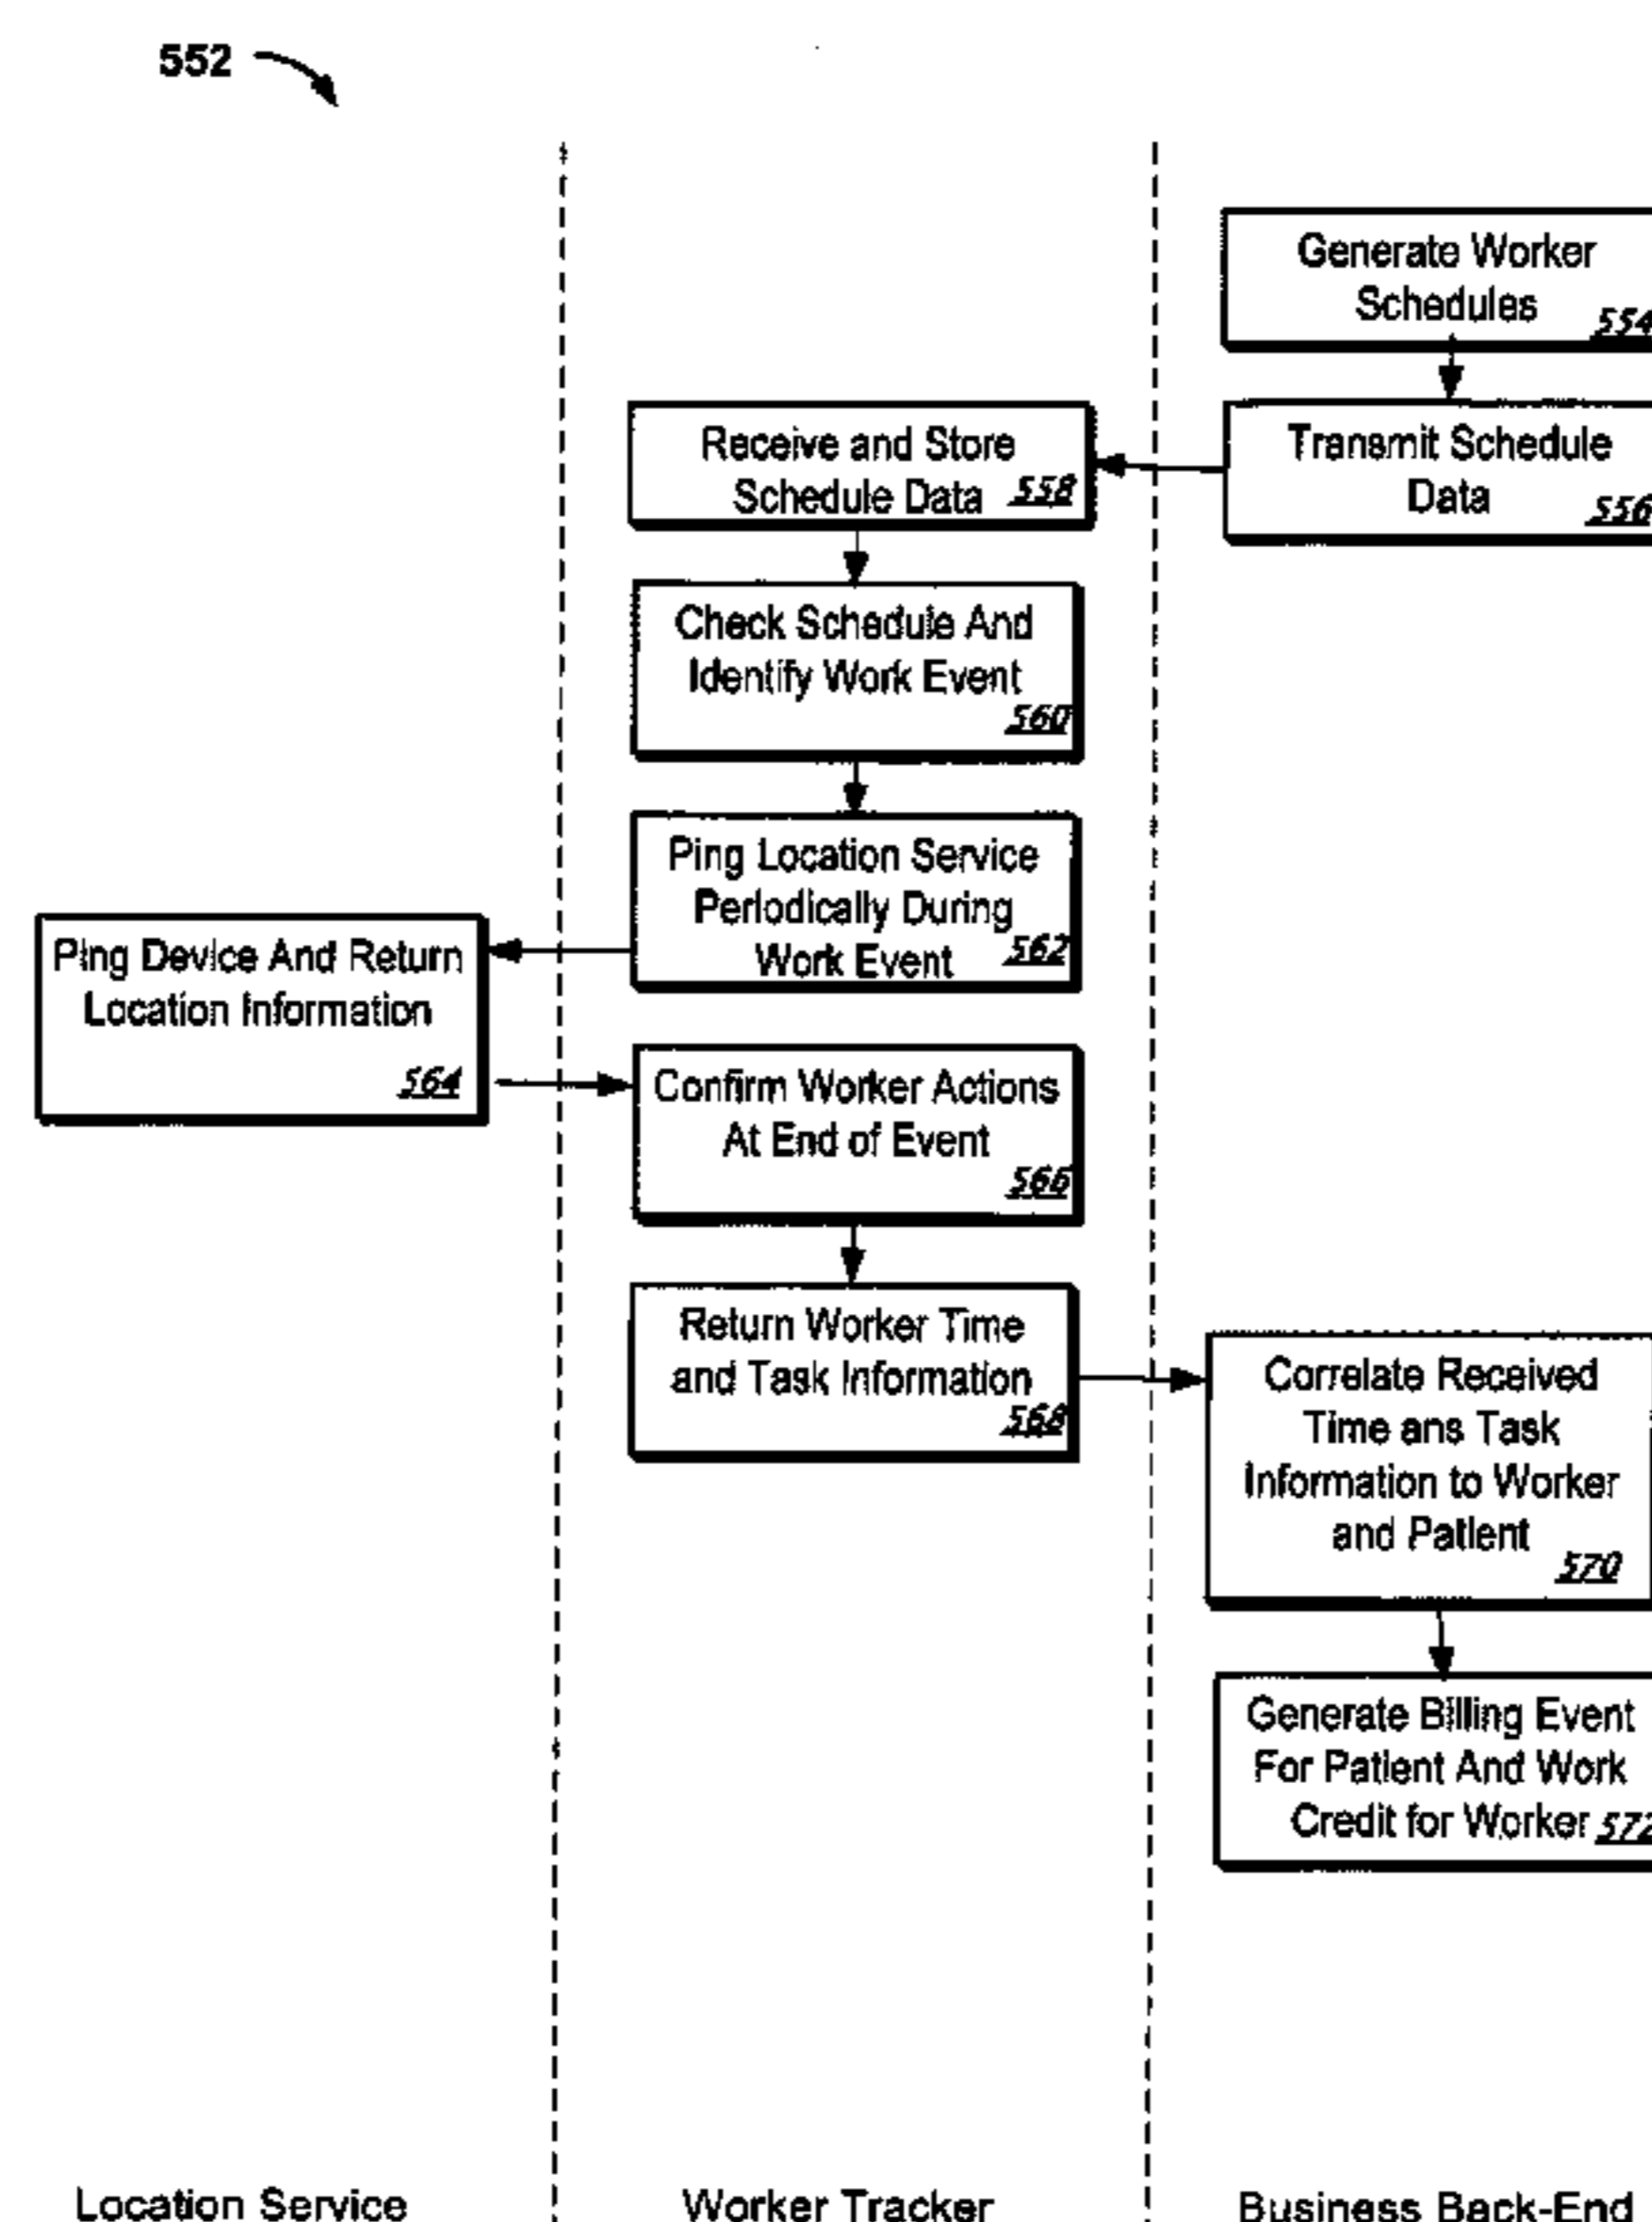 552
Generate Worker
Schedules 554
Transmit Schedule
Data 556
Receive and Store
Schedule Data 558
Check Schedule And
Identify Work Event
560
Ping Location Service
Periodically During
Work Event 562
Ping Device And Return
Location Information
564
Confirm Worker Actions
At End of Event
566
Return Worker Time
and Task Information
568
Correlate Received
Time ans Task
Information to Worker
and Patient
570
Generate Billing Event
For Patient And Work
Credit for Worker 572
Location Service
Worker Tracker
Business Back-End